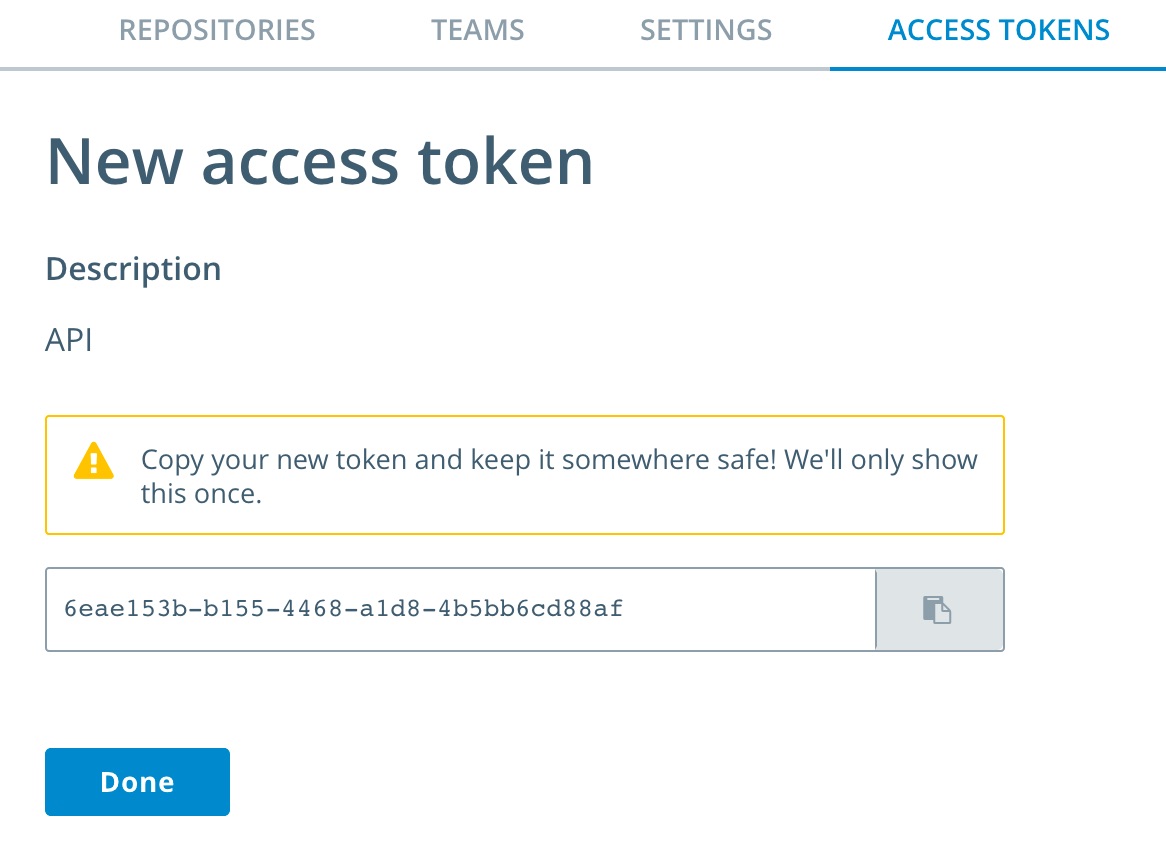 REPOSITORIES TEAMS SETTINGS ACCESS TOKENS
New access token
Description
API
Copy your new token and keep it somewhere safe! We'll only show
this once.
6eae153b-b155-4468-a1d8-4b5bb6cd88af
Done